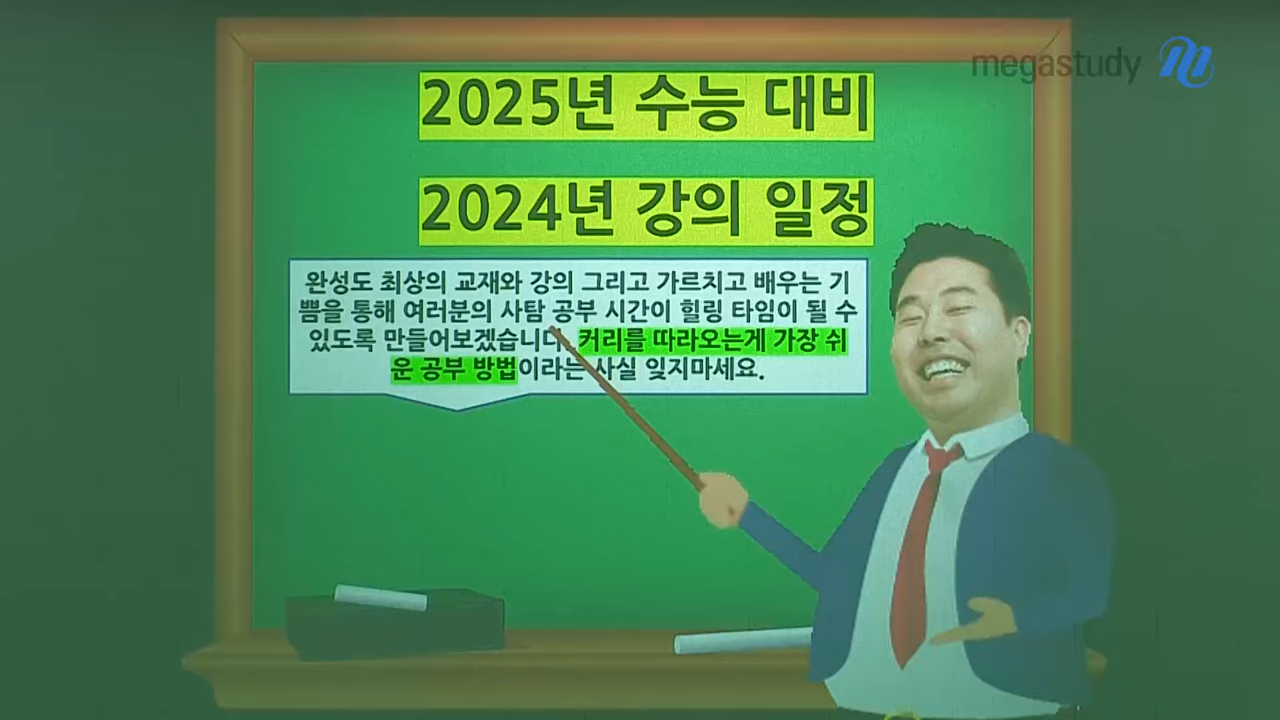 megastudy
2025년 수능 대비
2024년 강의 일정
완성도 최상의 교재와 강의 그리고 가르치고 배우는 기
쁨을 통해 여러분의 사탐 공부 시간이 힐링 타임이 될 수
있도록 만들어보겠습니다. 커리를 따라오는게 가장 쉬
운 공부 방법이라는 사실 잊지마세요.